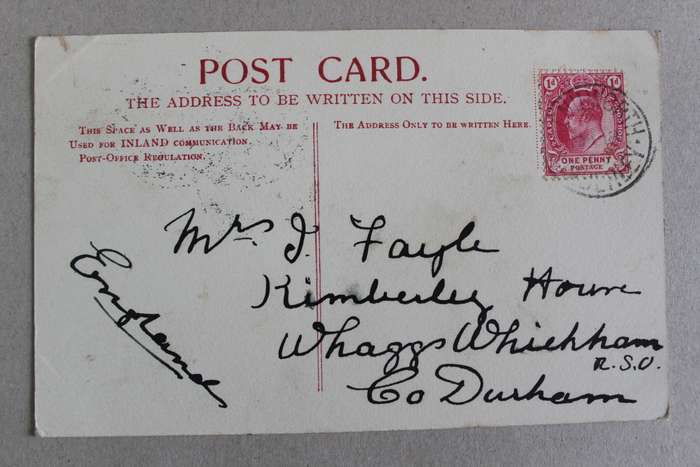 POST CARD.
THE ADDRESS TO BE WRITTEN ON THIS SIDE.
THIS SPACE AS WELL AS THE BACK MAY BE
USED FOR INLAND COMMUNICATION.
POST-OFFICE REGULATION.
THE ADDRESS ONLY TO BE WRITTEN HERE.
1d 1d
ONE PENNY
POSTAGE
Mrs J. Fayle
Kimberley House
Whaggs Whickham
R.S.O.
Co Durham
England